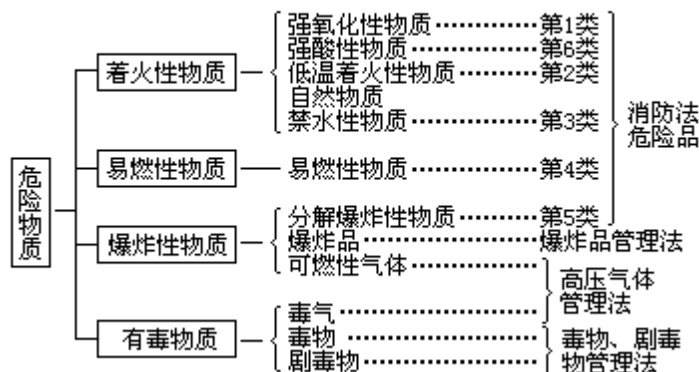 危险物质
着火性物质
强氧化性物质…………第1类
强酸性物质……………第6类
低温着火性物质………第2类
自然物质
禁水性物质……………第3类
消防法
危险品
易燃性物质
易燃性物质……………第4类
爆炸性物质
分解爆炸性物质………第5类
爆炸品…………………爆炸品管理法
可燃性气体……………
高压气体
管理法
有毒物质
毒气……………………
毒物……………………
剧毒物…………………
毒物、剧毒
物管理法